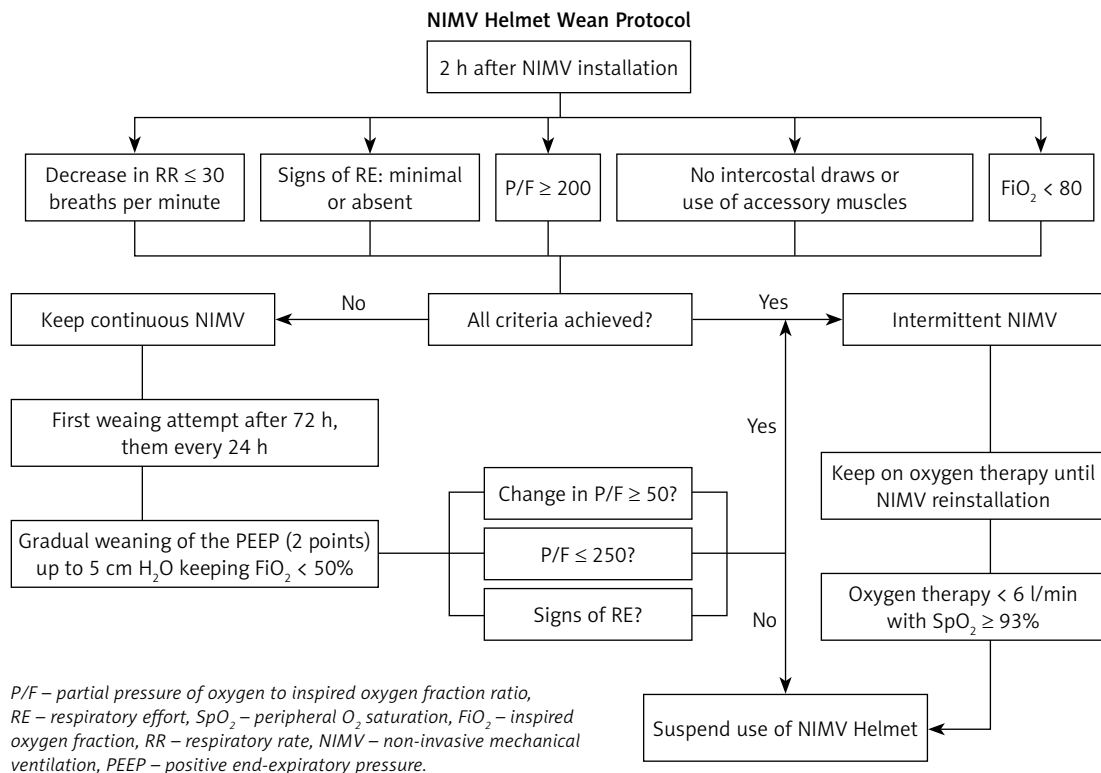 NIMV Helmet Wean Protocol
2 h after NIMV installation
Decrease in RR ≤ 30
breaths per minute
Signs of RE: minimal
or absent
P/F ≥ 200
No intercostal draws or
use of accessory muscles
FiO₂ < 80
Keep continuous NIMV
No
All criteria achieved?
Yes
Intermittent NIMV
First weaing attempt after 72 h,
them every 24 h
Gradual weaning of the PEEP (2 points)
up to 5 cm H₂O keeping FiO₂ < 50%
Change in P/F ≥ 50?
P/F ≤ 250?
Signs of RE?
Yes
No
Keep on oxygen therapy until
NIMV reinstallation
Oxygen therapy < 6 l/min
with SpO₂ ≥ 93%
Suspend use of NIMV Helmet
P/F – partial pressure of oxygen to inspired oxygen fraction ratio,
RE – respiratory effort, SpO₂ – peripheral O₂ saturation, FiO₂ – inspired
oxygen fraction, RR – respiratory rate, NIMV – non-invasive mechanical
ventilation, PEEP – positive end-expiratory pressure.